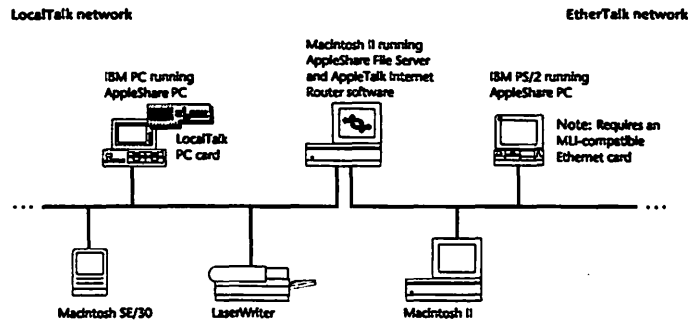 LocalTalk network
EtherTalk network
Macintosh II running
AppleShare File Server
and AppleTalk Internet
Router software
IBM PC running
AppleShare PC
IBM PS/2 running
AppleShare PC
LocalTalk
PC card
Note: Requires an
MLI-compatible
Ethernet card
Macintosh SE/30
LaserWriter
Macintosh II